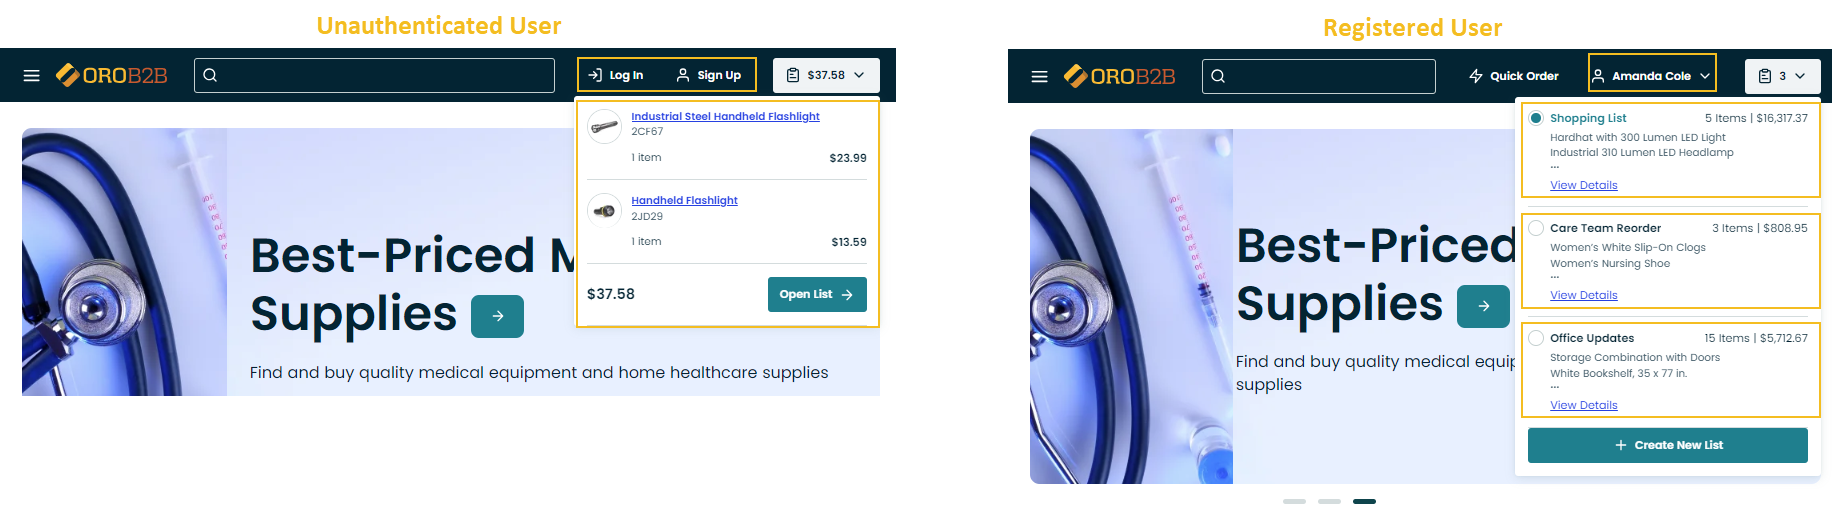 Unauthenticated User
OROB2B
Log In
Sign Up
$37.58
Industrial Steel Handheld Flashlight
2CF67
1 item
$23.99
Handheld Flashlight
2JD29
1 item
$13.59
$37.58
Open List
Best-Priced M
Supplies
Find and buy quality medical equipment and home healthcare supplies
Registered User
OROB2B
Quick Order
Amanda Cole
3
Shopping List
5 Items | $16,317.37
Hardhat with 300 Lumen LED Light
Industrial 310 Lumen LED Headlamp
...
View Details
Care Team Reorder
3 Items | $808.95
Women's White Slip-On Clogs
Women's Nursing Shoe
...
View Details
Office Updates
15 Items | $5,712.67
Storage Combination with Doors
White Bookshelf, 35 x 77 in.
...
View Details
Create New List
Best-Priced
Supplies
Find and buy quality medical equip
supplies